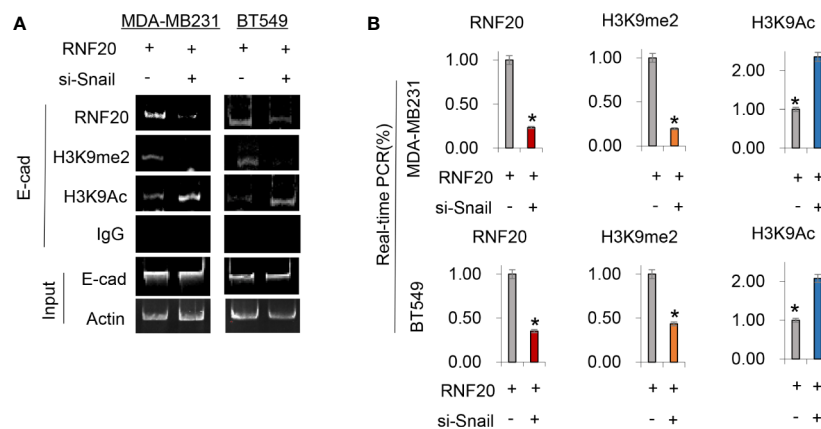 A
MDA-MB231 BT549
RNF20 + + + +
si-Snail - + - +
E-cad
RNF20
H3K9me2
H3K9Ac
IgG
Input
E-cad
Actin
B
Real-time PCR(%)
MDA-MB231
RNF20 H3K9me2 H3K9Ac
1.00 1.00 2.00
0.50 0.50 1.00
0.00 0.00 0.00
* * *
RNF20 + + + + + +
si-Snail - + - + - +
BT549
RNF20 H3K9me2 H3K9Ac
1.00 1.00 2.00
0.50 0.50 1.00
0.00 0.00 0.00
* * *
RNF20 + + + + + +
si-Snail - + - + - +